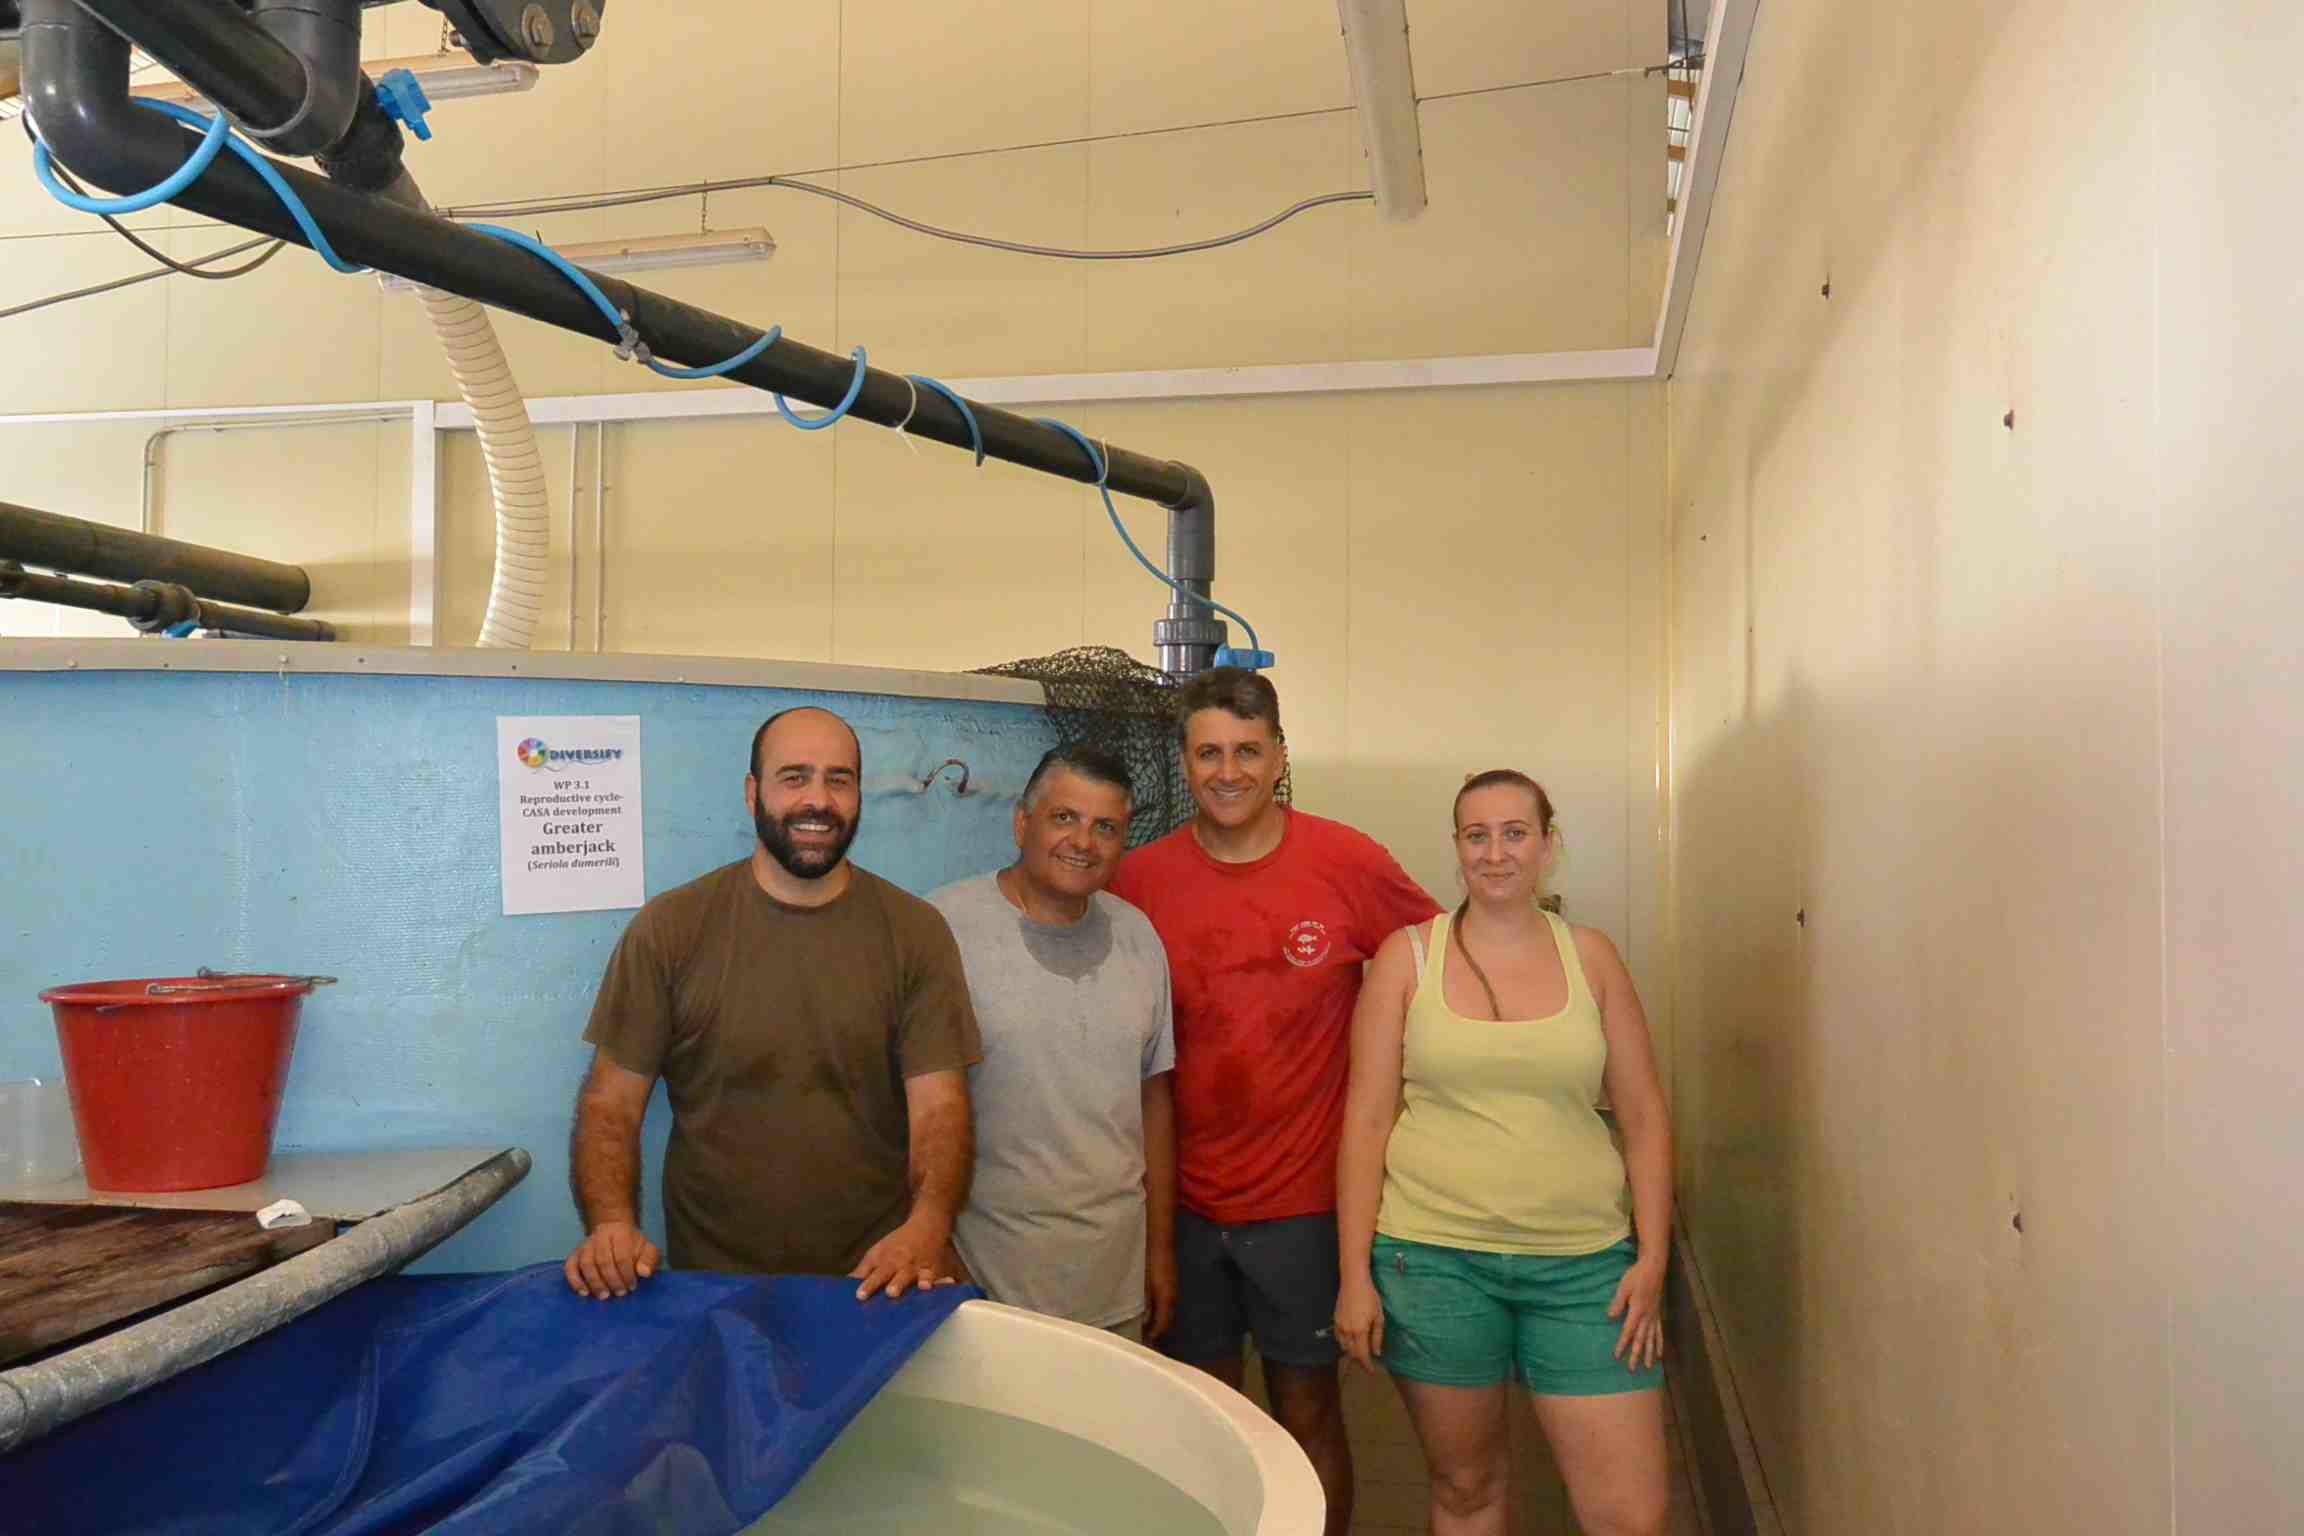 DIVERSIFY
WP 3.1
Reproductive cycle-
CASA development
Greater
amberjack
(Seriola dumerili)